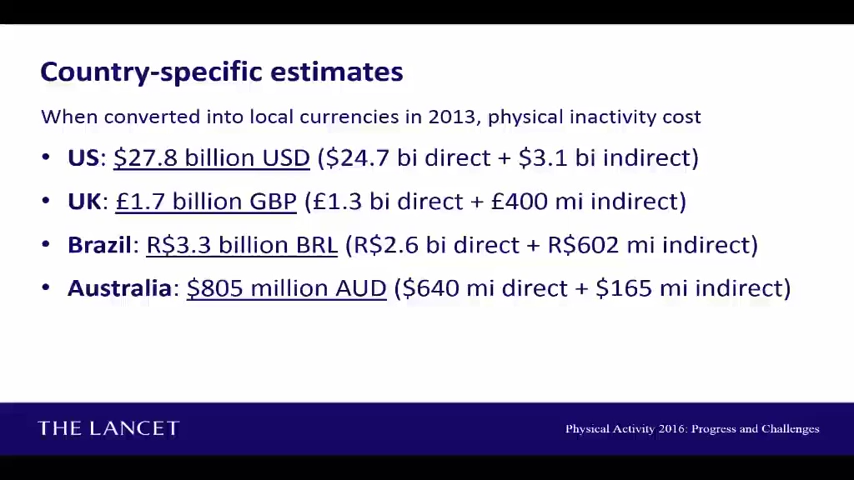 Country-specific estimates
When converted into local currencies in 2013, physical inactivity cost
• US: $27.8 billion USD ($24.7 bi direct + $3.1 bi indirect)
• UK: £1.7 billion GBP (£1.3 bi direct + £400 mi indirect)
• Brazil: R$3.3 billion BRL (R$2.6 bi direct + R$602 mi indirect)
• Australia: $805 million AUD ($640 mi direct + $165 mi indirect)
THE LANCET
Physical Activity 2016: Progress and Challenges